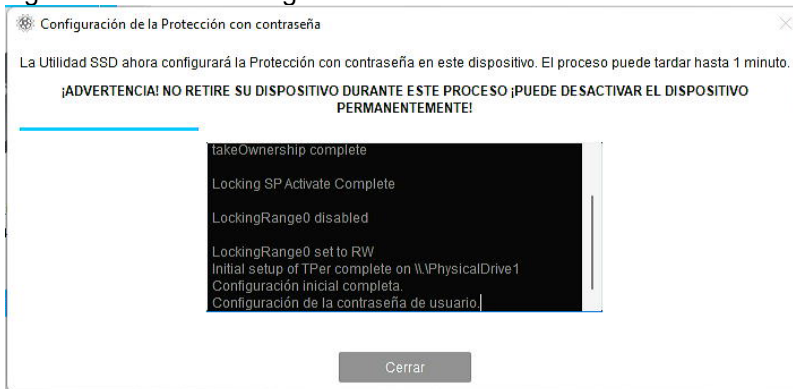 Configuración de la Protección con contraseña
La Utilidad SSD ahora configurará la Protección con contraseña en este dispositivo. El proceso puede tardar hasta 1 minuto.
¡ADVERTENCIA! NO RETIRE SU DISPOSITIVO DURANTE ESTE PROCESO ¡PUEDE DESACTIVAR EL DISPOSITIVO
PERMANENTEMENTE!
takeOwnership complete
Locking SP Activate Complete
LockingRange0 disabled
LockingRange0 set to RW
Initial setup of TPer complete on \\.\PhysicalDrive1
Configuración inicial completa.
Configuración de la contraseña de usuario.
Cerrar